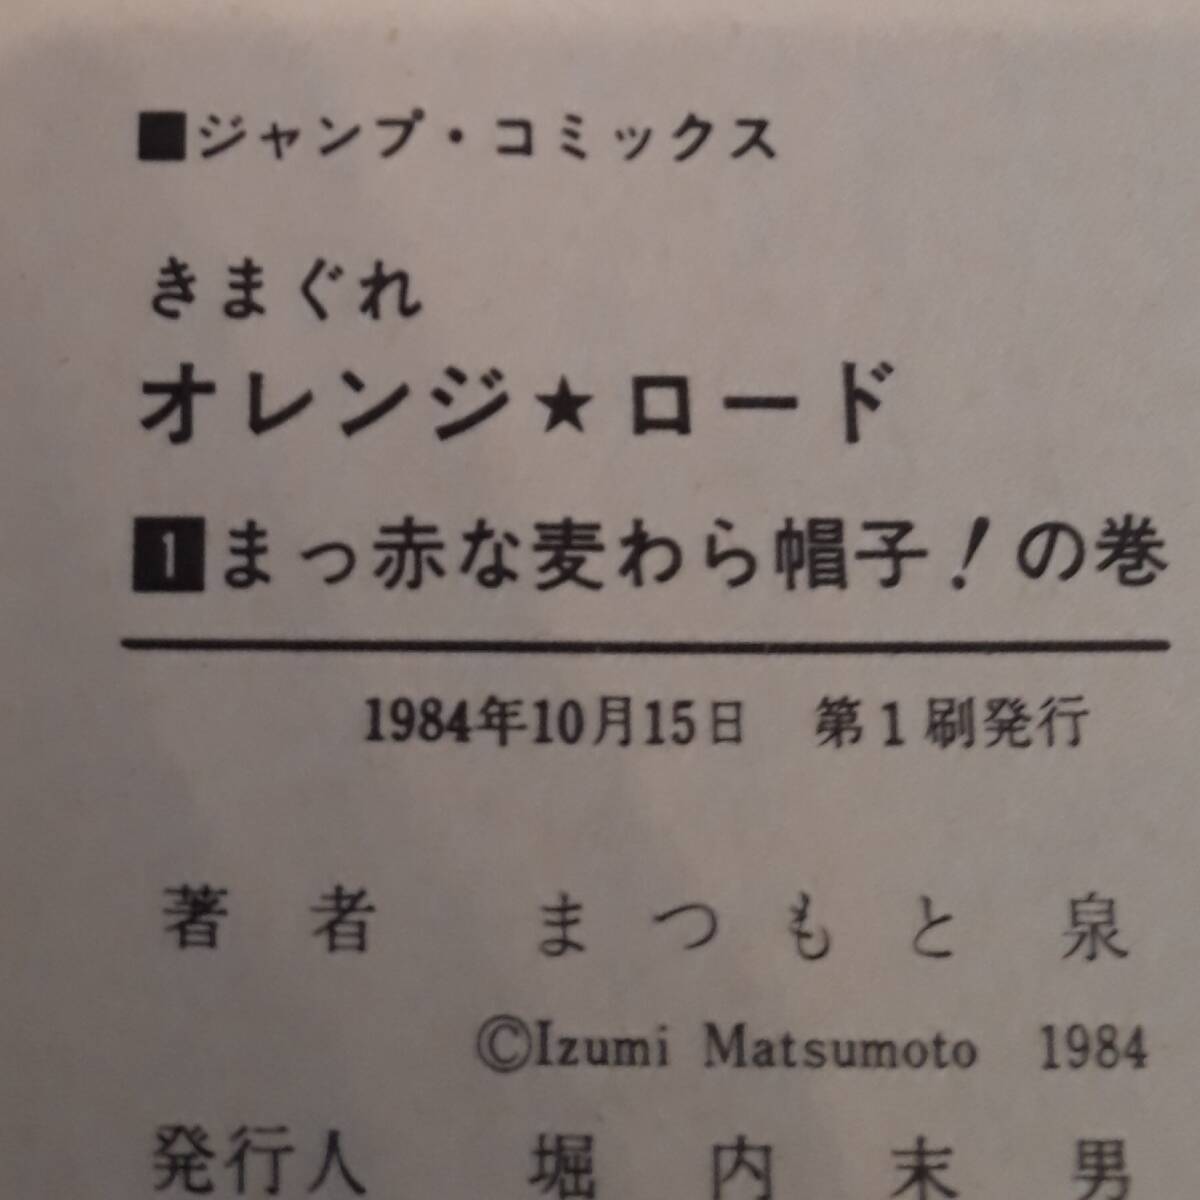 ■ジャンプ・コミックス
きまぐれ
オレンジ★ロード
1まっ赤な麦わら帽子!の巻
1984年10月15日 第1刷発行
著者 まつもと泉
©Izumi Matsumoto 1984
発行人 堀内末男